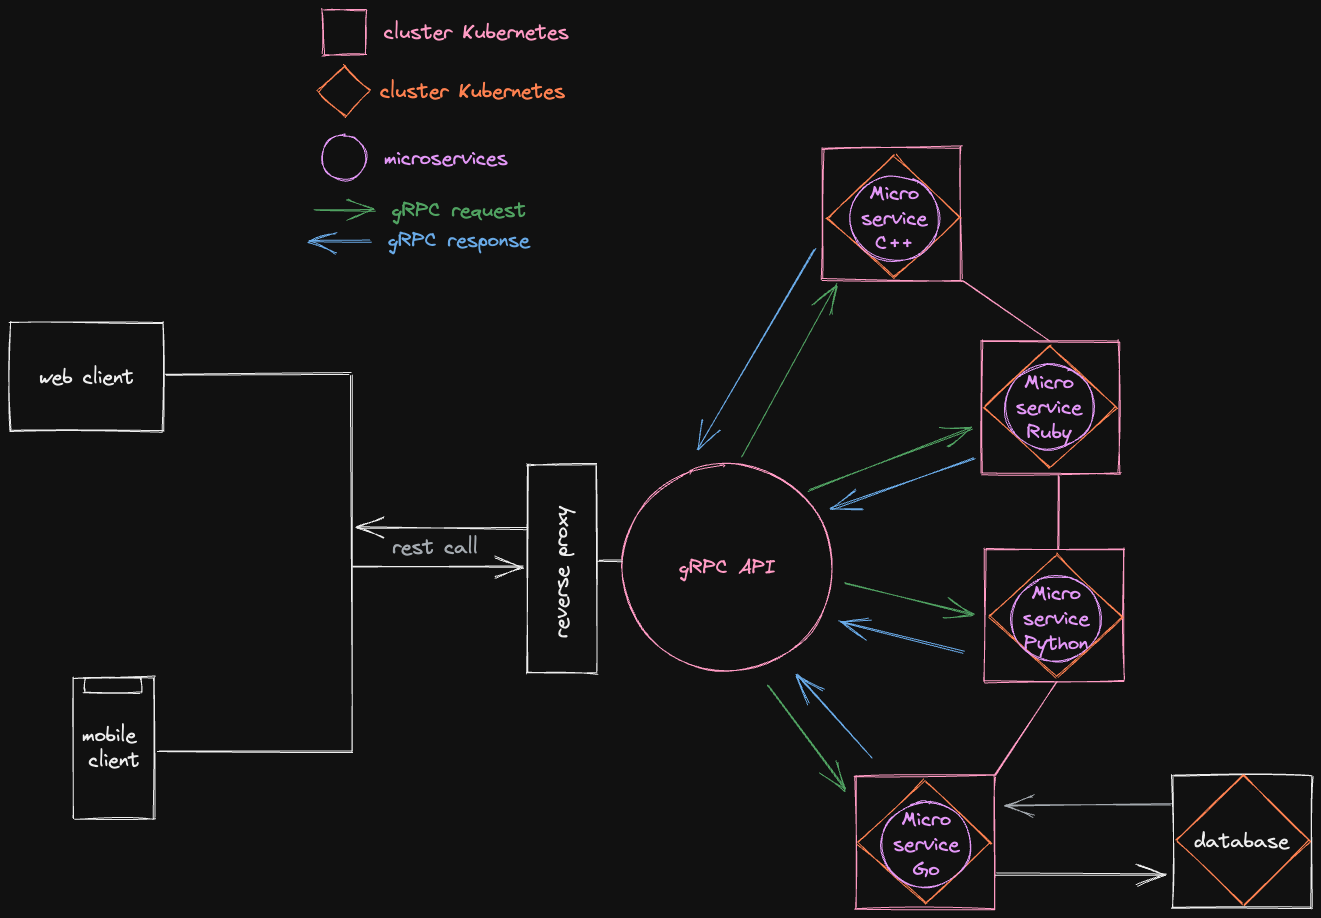 cluster Kubernetes
cluster Kubernetes
microservices
gRPC request
gRPC response
Micro
service
C++
web client
Micro
service
Ruby
rest call
reverse proxy
gRPC API
Micro
service
Python
mobile
client
Micro
service
Go
database